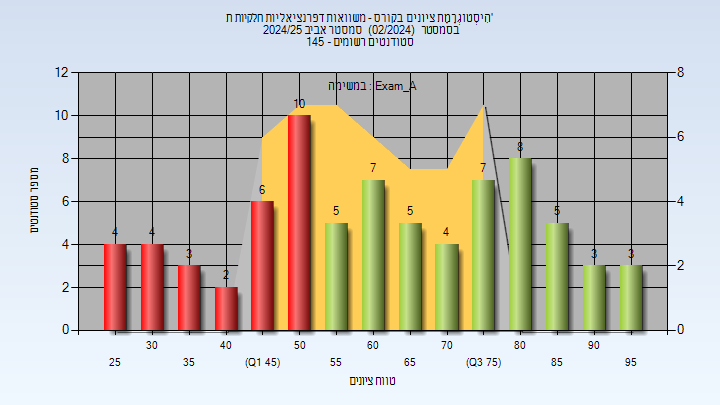 היסטוגרמת ציונים בקורס - משוואות דפרנציאליות חלקיות ת'
בסמסטר (02/2024) סמסטר אביב 2024/25
סטודנטים רשומים - 145
במשימה : Exam_A
מספר סטודנטים
12 10 8 6 4 2 0
8 6 4 2 0
4 4 3 2 6 10 5 7 5 4 7 8 5 3 3
30 40 50 60 70 80 90
25 35 (Q1 45) 55 65 (Q3 75) 85 95
טווח ציונים